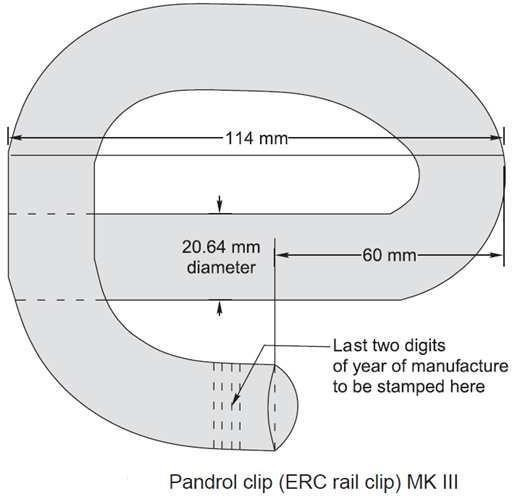 114 mm
20.64 mm
diameter
60 mm
Last two digits
of year of manufacture
to be stamped here
Pandrol clip (ERC rail clip) MK III